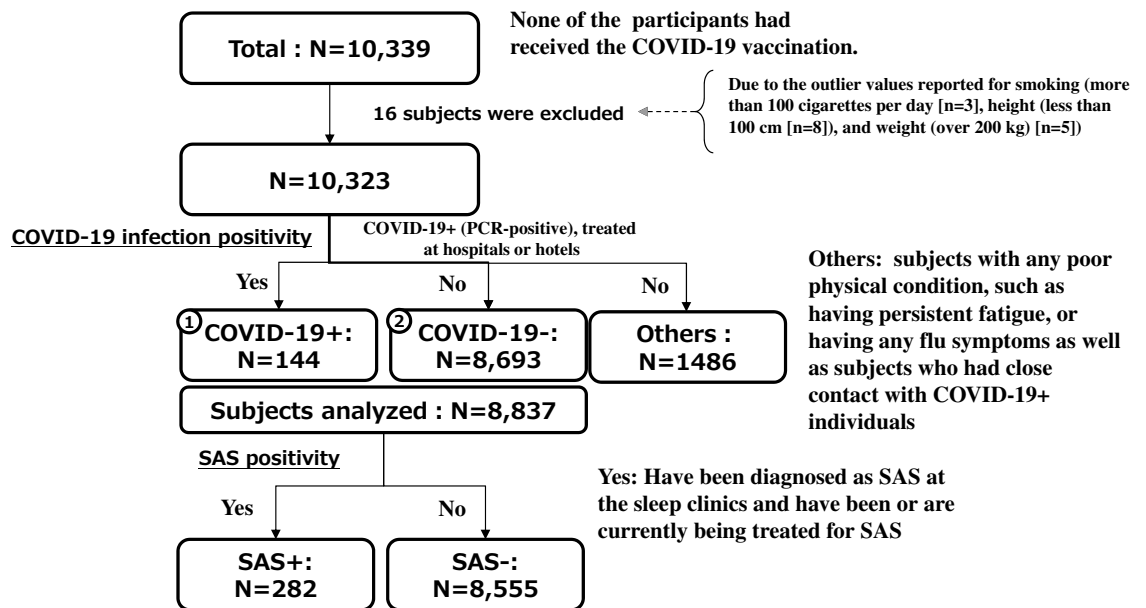 None of the participants had
received the COVID-19 vaccination.
Total : N=10,339
Due to the outlier values reported for smoking (more
than 100 cigarettes per day [n=3], height (less than
100 cm [n=8]), and weight (over 200 kg) [n=5])
16 subjects were excluded
N=10,323
COVID-19 infection positivity
COVID-19+ (PCR-positive), treated
at hospitals or hotels
Yes
No
No
1
COVID-19+:
N=144
2
COVID-19-:
N=8,693
Others :
N=1486
Others: subjects with any poor
physical condition, such as
having persistent fatigue, or
having any flu symptoms as well
as subjects who had close
contact with COVID-19+
individuals
Subjects analyzed : N=8,837
SAS positivity
Yes: Have been diagnosed as SAS at
the sleep clinics and have been or are
currently being treated for SAS
Yes
No
SAS+:
N=282
SAS-:
N=8,555